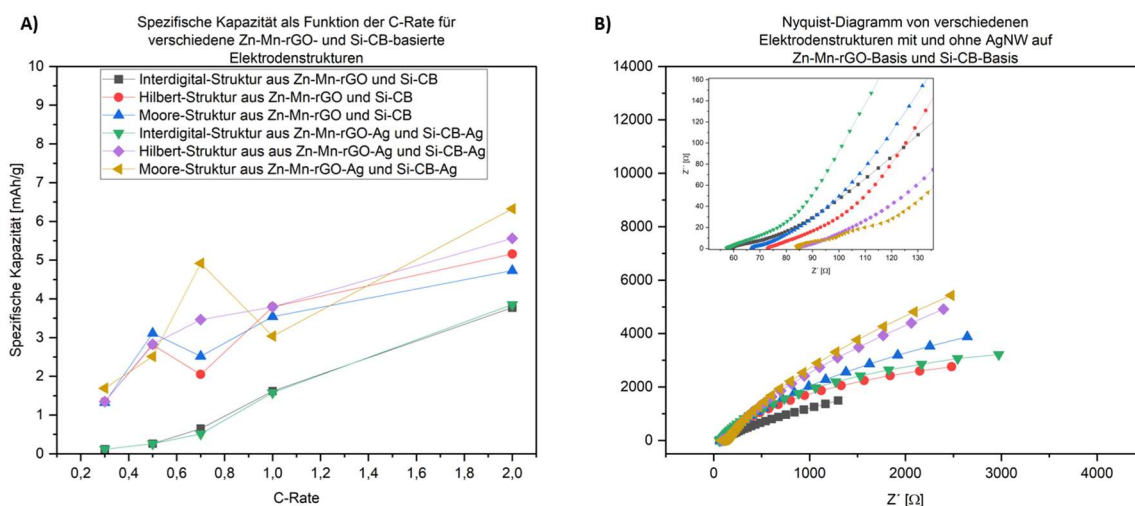 A)
Spezifische Kapazität als Funktion der C-Rate für
verschiedene Zn-Mn-rGO- und Si-CB-basierte
Elektrodenstrukturen
Spezifische Kapazität [mAh/g]
10
9
8
7
6
5
4
3
2
1
0
Interdigital-Struktur aus Zn-Mn-rGO und Si-CB
Hilbert-Struktur aus Zn-Mn-rGO und Si-CB
Moore-Struktur aus Zn-Mn-rGO und Si-CB
Interdigital-Struktur aus Zn-Mn-rGO-Ag und Si-CB-Ag
Hilbert-Struktur aus aus Zn-Mn-rGO-Ag und Si-CB-Ag
Moore-Struktur aus Zn-Mn-rGO-Ag und Si-CB-Ag
0,2 0,4 0,6 0,8 1,0 1,2 1,4 1,6 1,8 2,0
C-Rate
B)
Nyquist-Diagramm von verschiedenen
Elektrodenstrukturen mit und ohne AgNW auf
Zn-Mn-rGO-Basis und Si-CB-Basis
Z´´ [Ω]
14000
12000
10000
8000
6000
4000
2000
0
Z´´ [Ω]
160
140
120
100
80
60
40
20
0
60 70 80 90 100 110 120 130
Z´ [Ω]
0 1000 2000 3000 4000
Z´ [Ω]